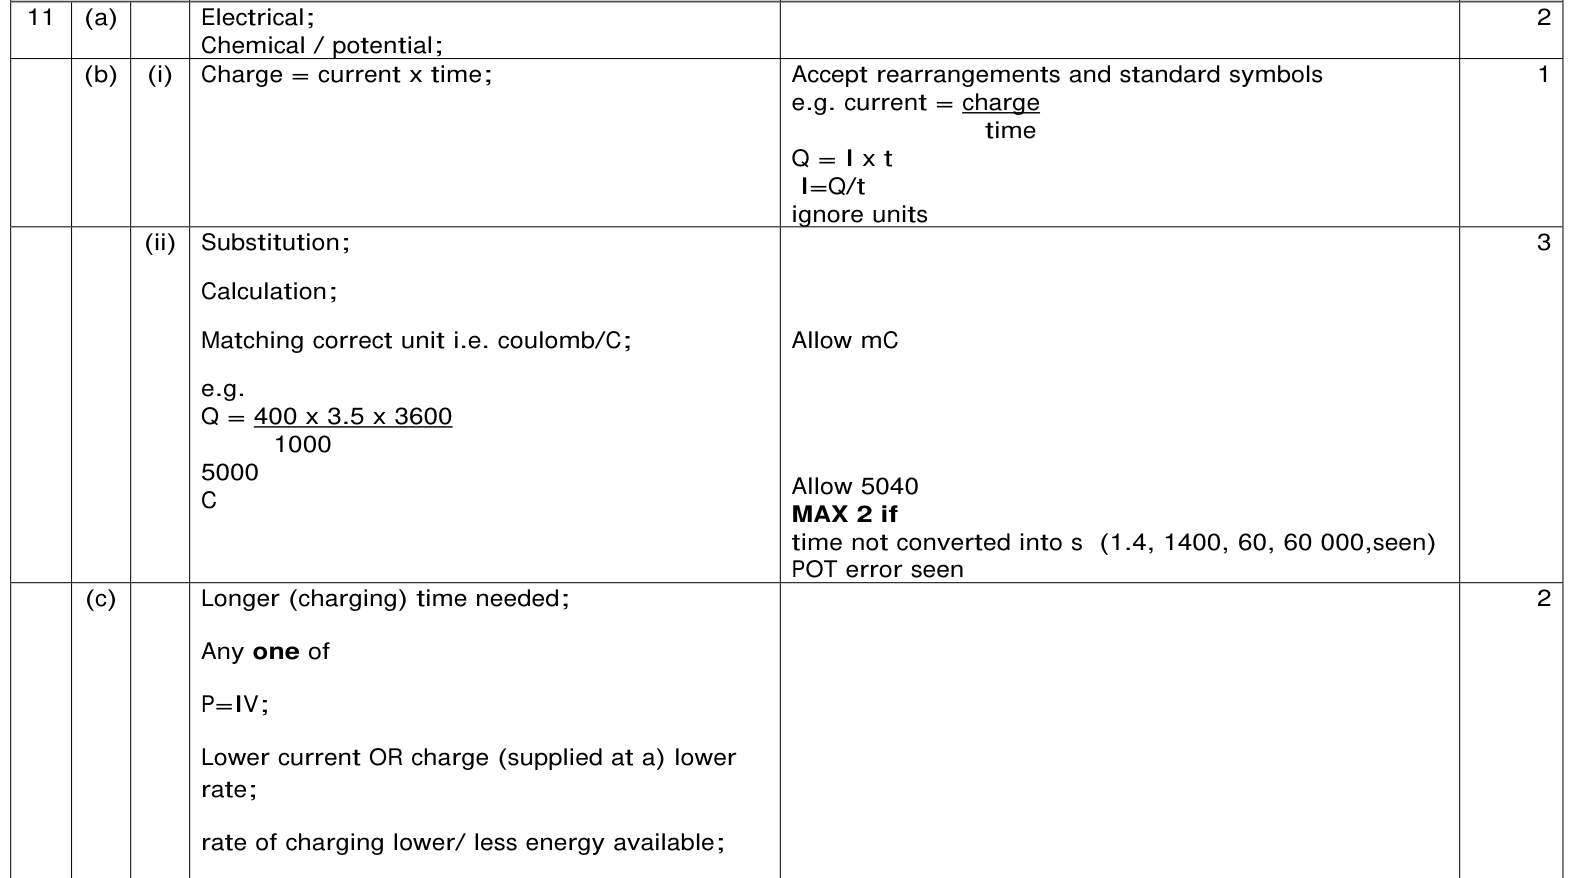 11 (a) Electrical; 2
Chemical / potential;
(b) (i) Charge = current x time; Accept rearrangements and standard symbols 1
e.g. current = charge
time
Q = I x t
I=Q/t
ignore units
(ii) Substitution; 3
Calculation;
Matching correct unit i.e. coulomb/C; Allow mC
e.g.
Q = 400 x 3.5 x 3600
1000
5000
Allow 5040
C
MAX 2 if
time not converted into s (1.4, 1400, 60, 60 000,seen)
POT error seen
(c) Longer (charging) time needed; 2
Any one of
P=IV;
Lower current OR charge (supplied at a) lower
rate;
rate of charging lower/ less energy available;